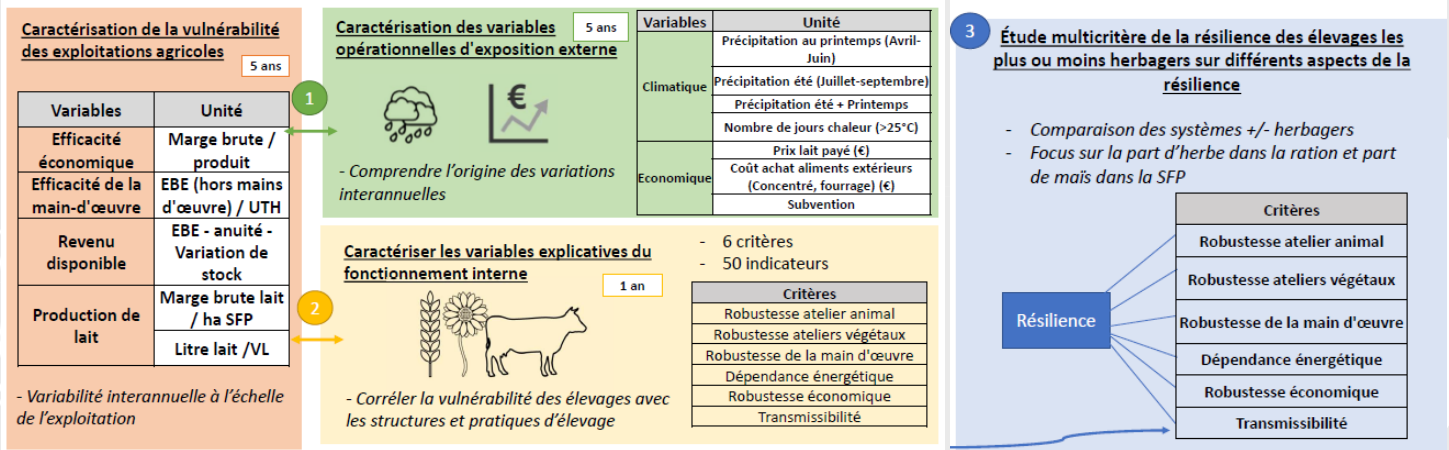 Caractérisation de la vulnérabilité
des exploitations agricoles
5 ans
Variables
Unité
Efficacité
économique
Marge brute /
produit
Efficacité de la
main-d'œuvre
EBE (hors mains
d'œuvre) / UTH
Revenu
disponible
EBE - anuité -
Variation de
stock
Production de
lait
Marge brute lait
/ ha SFP
Litre lait /VL
- Variabilité interannuelle à l'échelle
de l'exploitation
1
Caractérisation des variables
opérationnelles d'exposition externe
5 ans
€
- Comprendre l'origine des variations
interannuelles
Variables
Unité
Climatique
Précipitation au printemps (Avril-
Juin)
Précipitation été (Juillet-septembre)
Précipitation été + Printemps
Nombre de jours chaleur (>25°C)
Economique
Prix lait payé (€)
Coût achat aliments extérieurs
(Concentré, fourrage) (€)
Subvention
2
Caractériser les variables explicatives du
fonctionnement interne
1 an
- Corréler la vulnérabilité des élevages avec
les structures et pratiques d'élevage
- 6 critères
- 50 indicateurs
Critères
Robustesse atelier animal
Robustesse ateliers végétaux
Robustesse de la main d'œuvre
Dépendance énergétique
Robustesse économique
Transmissibilité
3
Étude multicritère de la résilience des élevages les
plus ou moins herbagers sur différents aspects de la
résilience
- Comparaison des systèmes +/- herbagers
- Focus sur la part d'herbe dans la ration et part
de maïs dans la SFP
Résilience
Critères
Robustesse atelier animal
Robustesse ateliers végétaux
Robustesse de la main d'œuvre
Dépendance énergétique
Robustesse économique
Transmissibilité